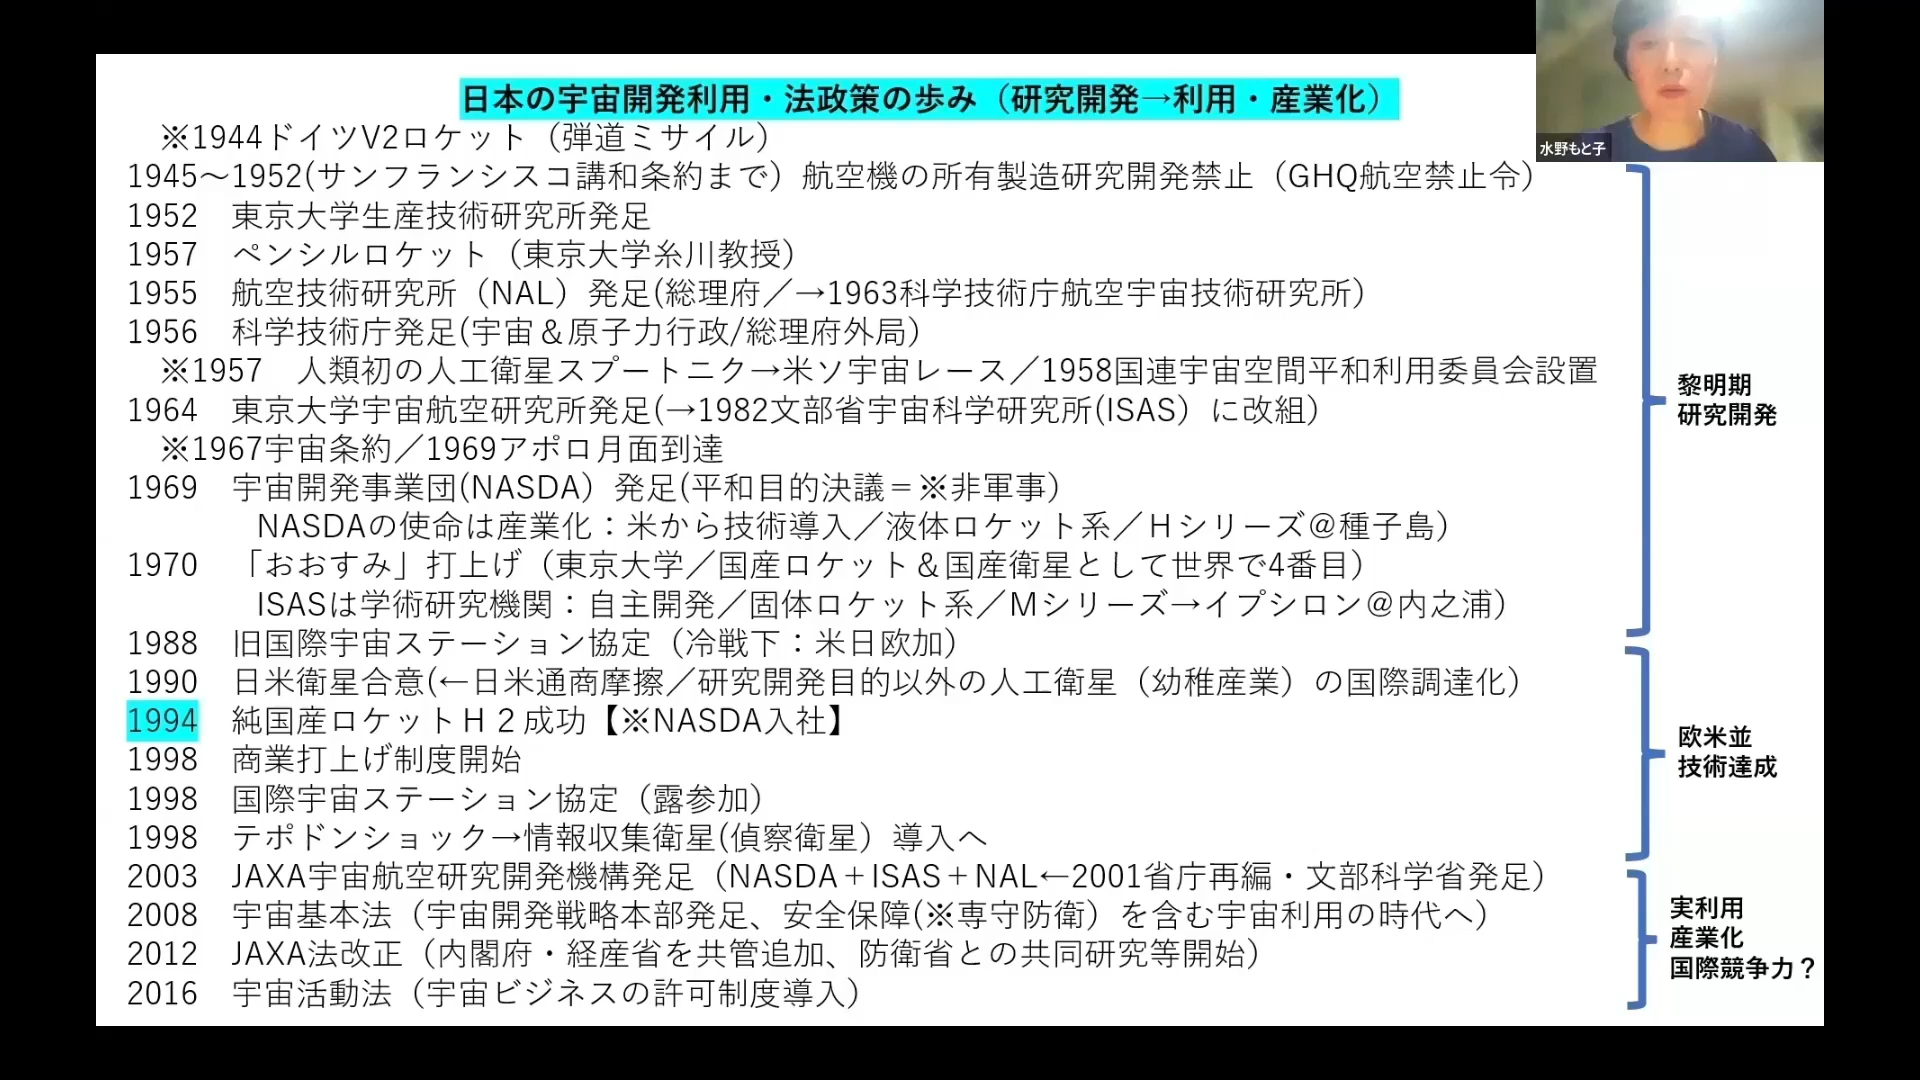 日本の宇宙開発利用・法政策の歩み（研究開発→利用・産業化）
※1944ドイツV2ロケット（弾道ミサイル）
1945～1952(サンフランシスコ講和条約まで）航空機の所有製造研究開発禁止（GHQ航空禁止令）
1952　東京大学生産技術研究所発足
1957　ペンシルロケット（東京大学糸川教授）
1955　航空技術研究所（NAL）発足(総理府／→1963科学技術庁航空宇宙技術研究所）
1956　科学技術庁発足(宇宙＆原子力行政/総理府外局）
※1957　人類初の人工衛星スプートニク→米ソ宇宙レース／1958国連宇宙空間平和利用委員会設置
1964　東京大学宇宙航空研究所発足(→1982文部省宇宙科学研究所(ISAS）に改組）
※1967宇宙条約／1969アポロ月面到達
1969　宇宙開発事業団(NASDA）発足(平和目的決議＝※非軍事）
NASDAの使命は産業化：米から技術導入／液体ロケット系／Hシリーズ＠種子島）
1970　「おおすみ」打上げ（東京大学／国産ロケット＆国産衛星として世界で4番目）
ISASは学術研究機関：自主開発／固体ロケット系／Mシリーズ→イプシロン＠内之浦）
1988　旧国際宇宙ステーション協定（冷戦下：米日欧加）
1990　日米衛星合意(←日米通商摩擦／研究開発目的以外の人工衛星（幼稚産業）の国際調達化）
1994　純国産ロケットＨ２成功【※NASDA入社】
1998　商業打上げ制度開始
1998　国際宇宙ステーション協定（露参加）
1998　テポドンショック→情報収集衛星(偵察衛星）導入へ
2003　JAXA宇宙航空研究開発機構発足（NASDA＋ISAS＋NAL←2001省庁再編・文部科学省発足）
2008　宇宙基本法（宇宙開発戦略本部発足、安全保障(※専守防衛）を含む宇宙利用の時代へ）
2012　JAXA法改正（内閣府・経産省を共管追加、防衛省との共同研究等開始）
2016　宇宙活動法（宇宙ビジネスの許可制度導入）
黎明期
研究開発
欧米並
技術達成
実利用
産業化
国際競争力？
水野もと子